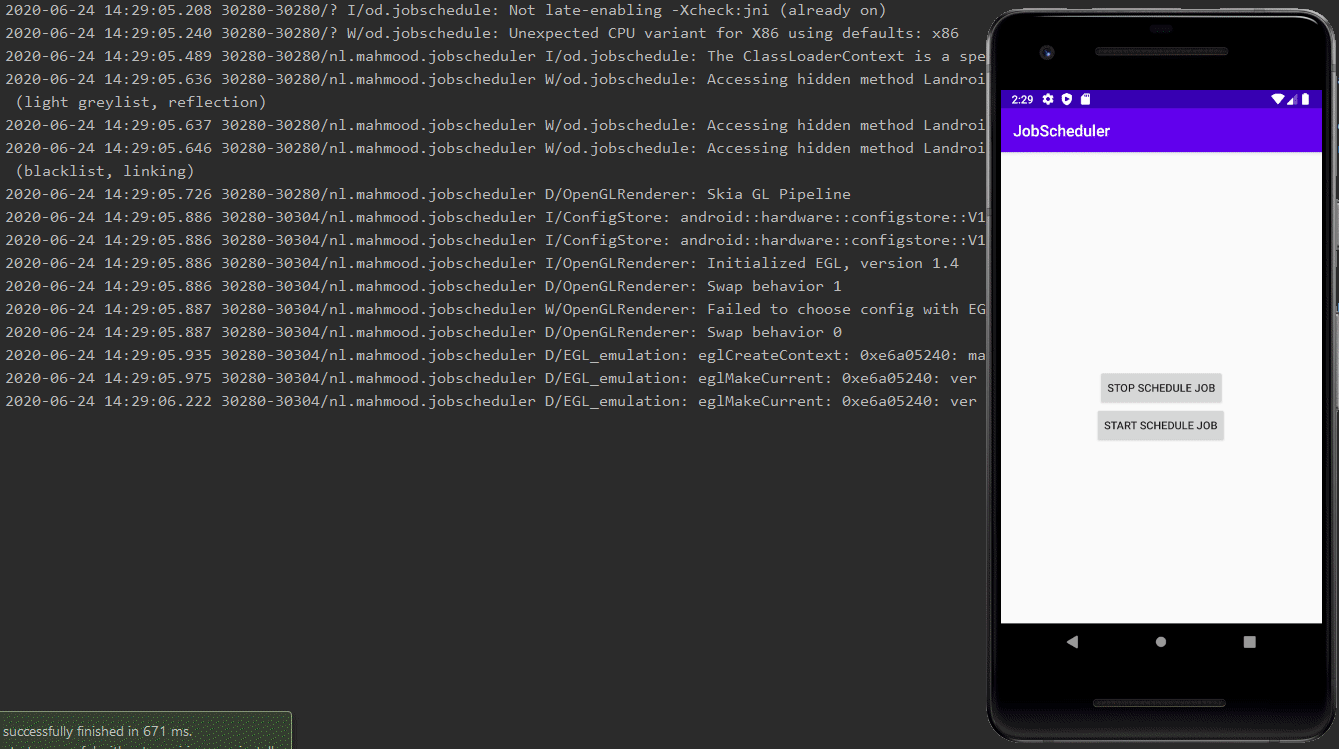 2020-06-24 14:29:05.208 30280-30280/? I/od.jobschedule: Not late-enabling -Xcheck:jni (already on)
2020-06-24 14:29:05.240 30280-30280/? W/od.jobschedule: Unexpected CPU variant for X86 using defaults: x86
2020-06-24 14:29:05.489 30280-30280/nl.mahmood.jobscheduler I/od.jobschedule: The ClassLoaderContext is a spe
2020-06-24 14:29:05.636 30280-30280/nl.mahmood.jobscheduler W/od.jobschedule: Accessing hidden method Landroi
(light greylist, reflection)
2020-06-24 14:29:05.637 30280-30280/nl.mahmood.jobscheduler W/od.jobschedule: Accessing hidden method Landroi
2020-06-24 14:29:05.646 30280-30280/nl.mahmood.jobscheduler W/od.jobschedule: Accessing hidden method Landroi
(blacklist, linking)
2020-06-24 14:29:05.726 30280-30280/nl.mahmood.jobscheduler D/OpenGLRenderer: Skia GL Pipeline
2020-06-24 14:29:05.886 30280-30304/nl.mahmood.jobscheduler I/ConfigStore: android::hardware::configstore::V1
2020-06-24 14:29:05.886 30280-30304/nl.mahmood.jobscheduler I/ConfigStore: android::hardware::configstore::V1
2020-06-24 14:29:05.886 30280-30304/nl.mahmood.jobscheduler I/OpenGLRenderer: Initialized EGL, version 1.4
2020-06-24 14:29:05.886 30280-30304/nl.mahmood.jobscheduler D/OpenGLRenderer: Swap behavior 1
2020-06-24 14:29:05.887 30280-30304/nl.mahmood.jobscheduler W/OpenGLRenderer: Failed to choose config with EG
2020-06-24 14:29:05.887 30280-30304/nl.mahmood.jobscheduler D/OpenGLRenderer: Swap behavior 0
2020-06-24 14:29:05.935 30280-30304/nl.mahmood.jobscheduler D/EGL_emulation: eglCreateContext: 0xe6a05240: ma
2020-06-24 14:29:05.975 30280-30304/nl.mahmood.jobscheduler D/EGL_emulation: eglMakeCurrent: 0xe6a05240: ver
2020-06-24 14:29:06.222 30280-30304/nl.mahmood.jobscheduler D/EGL_emulation: eglMakeCurrent: 0xe6a05240: ver
successfully finished in 671 ms.
2:29
JobScheduler
STOP SCHEDULE JOB
START SCHEDULE JOB